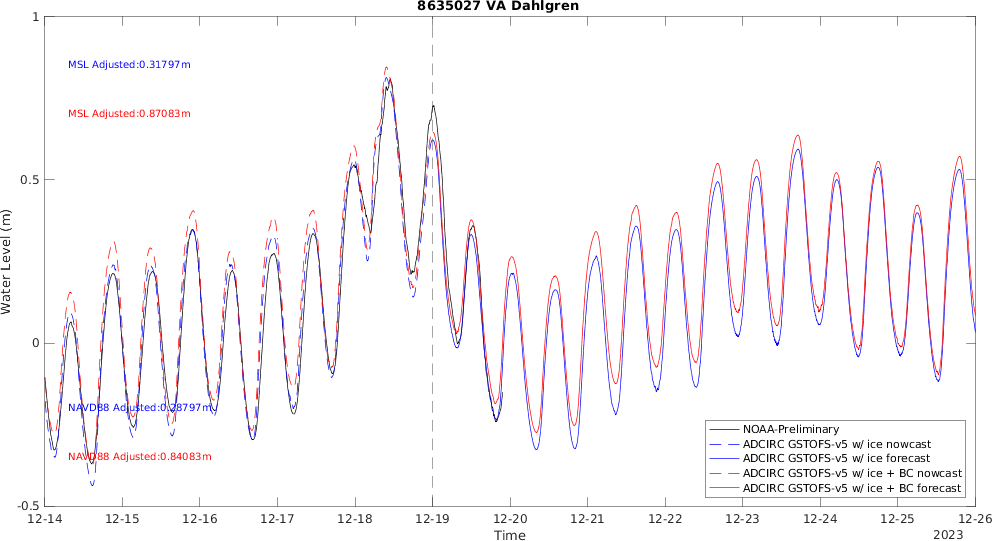 8635027 VA Dahlgren
1
MSL Adjusted:0.31797m
MSL Adjusted:0.87083m
0.5
Water Level (m)
0
NAVD88 Adjusted:0.28797m
NAVD88 Adjusted:0.84083m
NOAA-Preliminary
ADCIRC GSTOFS-v5 w/ ice nowcast
ADCIRC GSTOFS-v5 w/ ice forecast
ADCIRC GSTOFS-v5 w/ ice + BC nowcast
ADCIRC GSTOFS-v5 w/ ice + BC forecast
-0.5
12-14 12-15 12-16 12-17 12-18 12-19 12-20 12-21 12-22 12-23 12-24 12-25 12-26
Time
2023